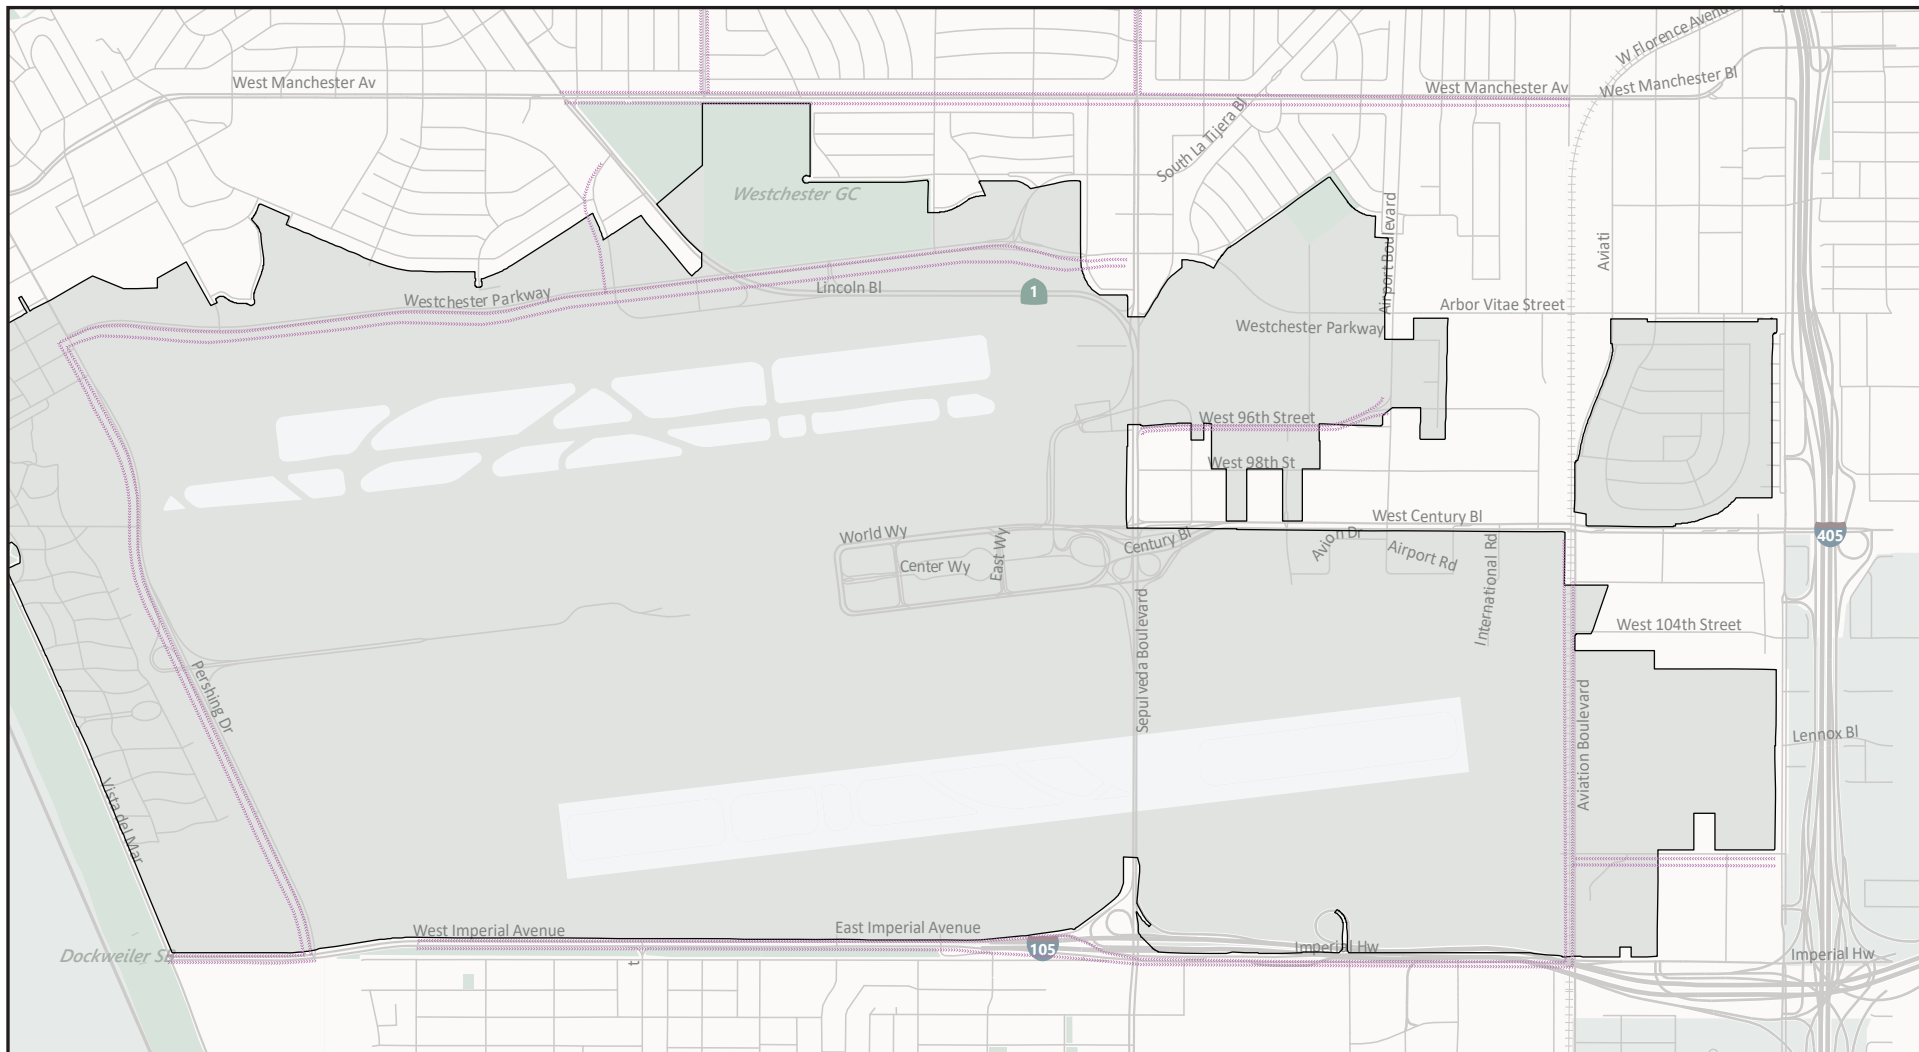 W Florence Avenue
West Manchester Av
West Manchester Av
West Manchester Bl
South La Tijera Bl
Westchester GC
Airport Boulevard
Aviati
Westchester Parkway
Lincoln Bl
1
Arbor Vitae Street
Westchester Parkway
West 96th Street
West 98th St
West Century Bl
World Wy
Century Bl
East Wy
Center Wy
Avion Dr
Airport Rd
International Rd
405
West 104th Street
Sepulveda Boulevard
Pershing Dr
Aviation Boulevard
Lennox Bl
Vista del Mar
West Imperial Avenue
East Imperial Avenue
105
Imperial Hw
Imperial Hw
Dockweiler SB
t